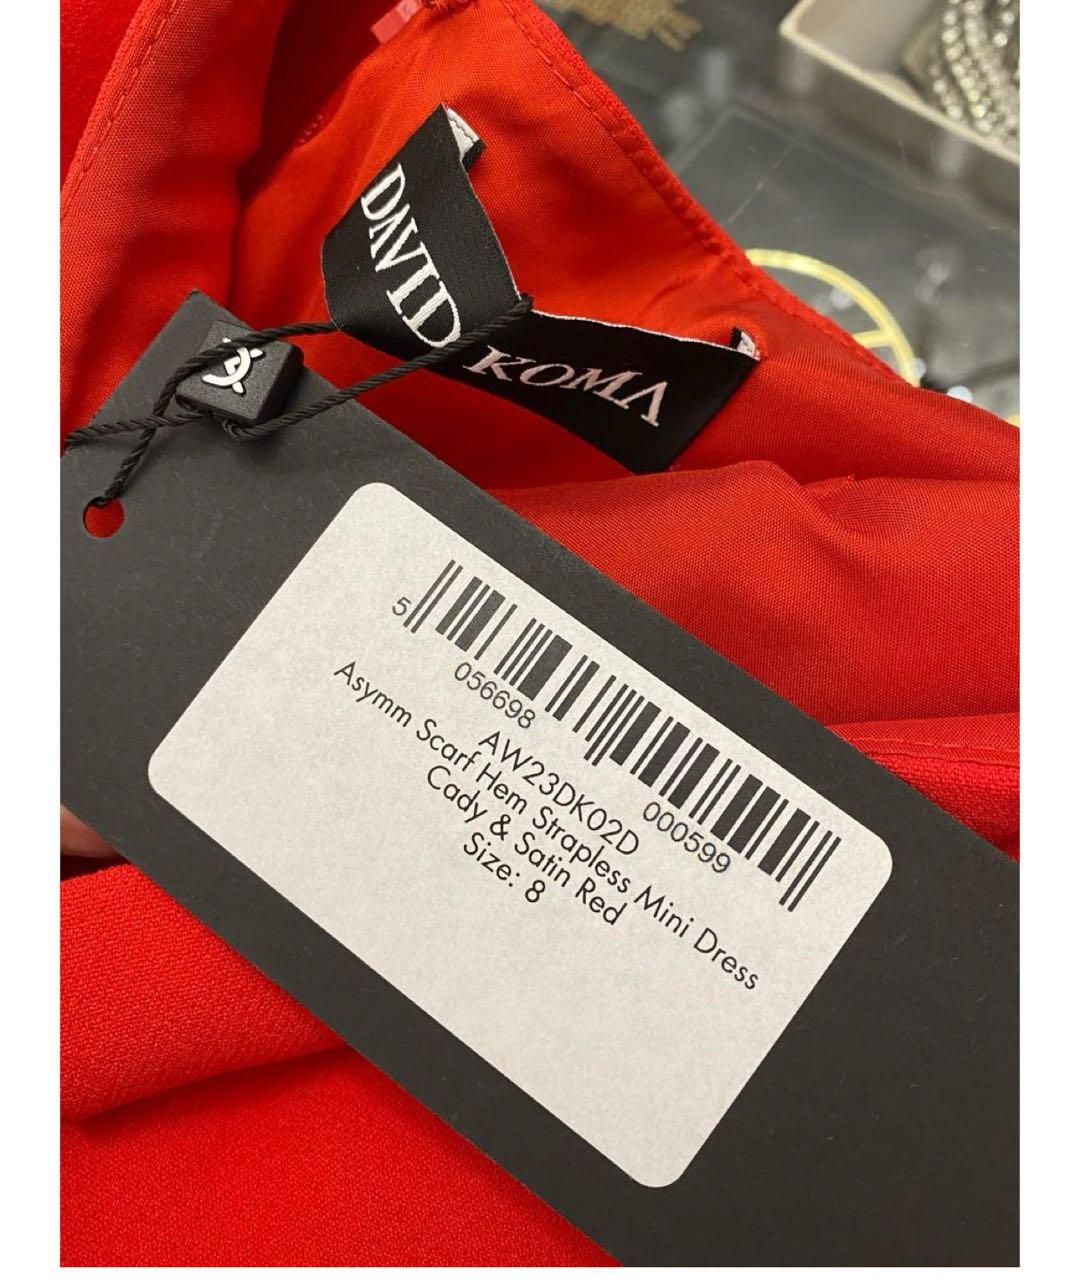 DAVID
KOMA
5 056698 000599
AW23DK02D
Asymm Scarf Hem Strapless Mini Dress
Cady & Satin Red
Size: 8